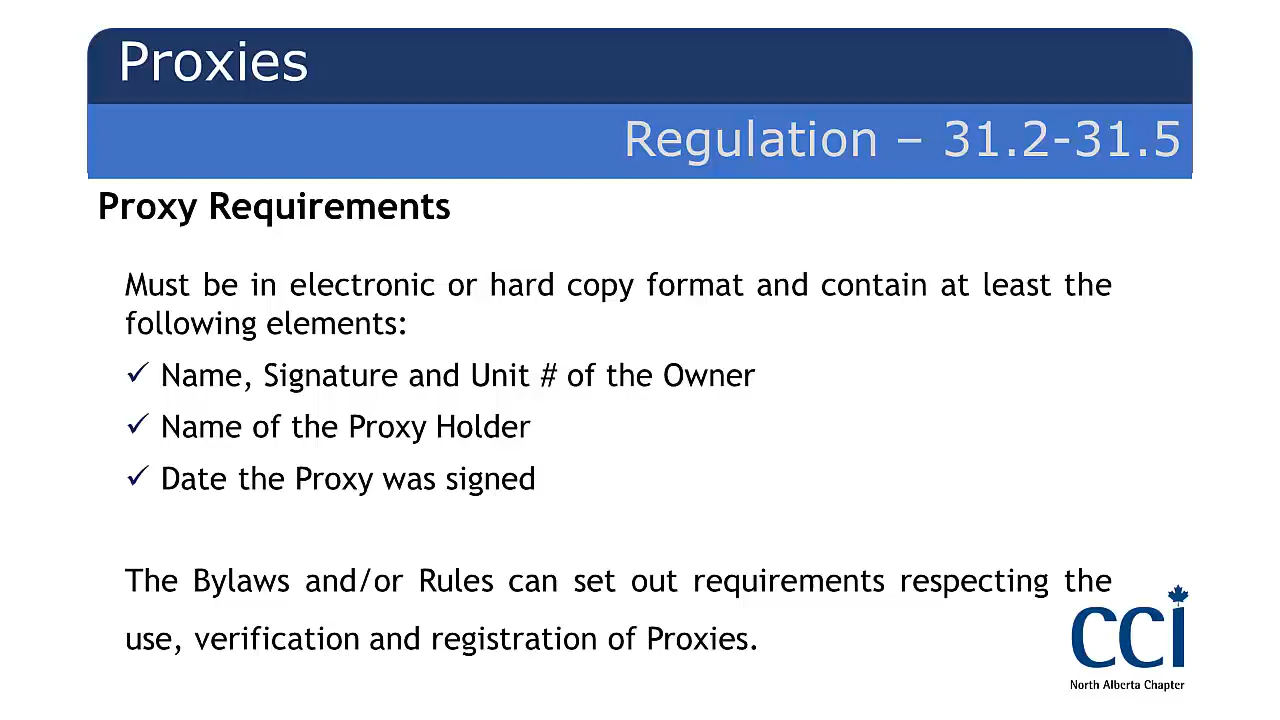 Proxies
Regulation – 31.2-31.5
Proxy Requirements
Must be in electronic or hard copy format and contain at least the
following elements:
✓ Name, Signature and Unit # of the Owner
✓ Name of the Proxy Holder
✓ Date the Proxy was signed
The Bylaws and/or Rules can set out requirements respecting the
use, verification and registration of Proxies.
CCI
North Alberta Chapter